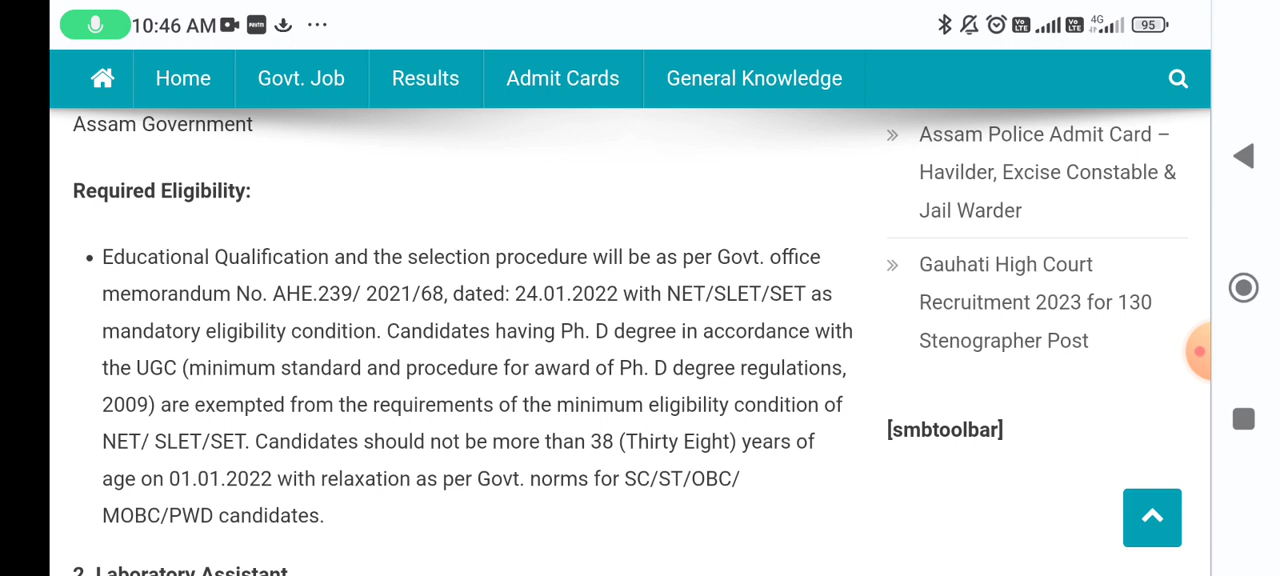 10:46 AM
4G
95
Home Govt. Job Results Admit Cards General Knowledge
Assam Government
Required Eligibility:
• Educational Qualification and the selection procedure will be as per Govt. office
memorandum No. AHE.239/ 2021/68, dated: 24.01.2022 with NET/SLET/SET as
mandatory eligibility condition. Candidates having Ph. D degree in accordance with
the UGC (minimum standard and procedure for award of Ph. D degree regulations,
2009) are exempted from the requirements of the minimum eligibility condition of
NET/ SLET/SET. Candidates should not be more than 38 (Thirty Eight) years of
age on 01.01.2022 with relaxation as per Govt. norms for SC/ST/OBC/
MOBC/PWD candidates.
2. Laboratory Assistant
» Assam Police Admit Card –
Havilder, Excise Constable &
Jail Warder
» Gauhati High Court
Recruitment 2023 for 130
Stenographer Post
[smbtoolbar]